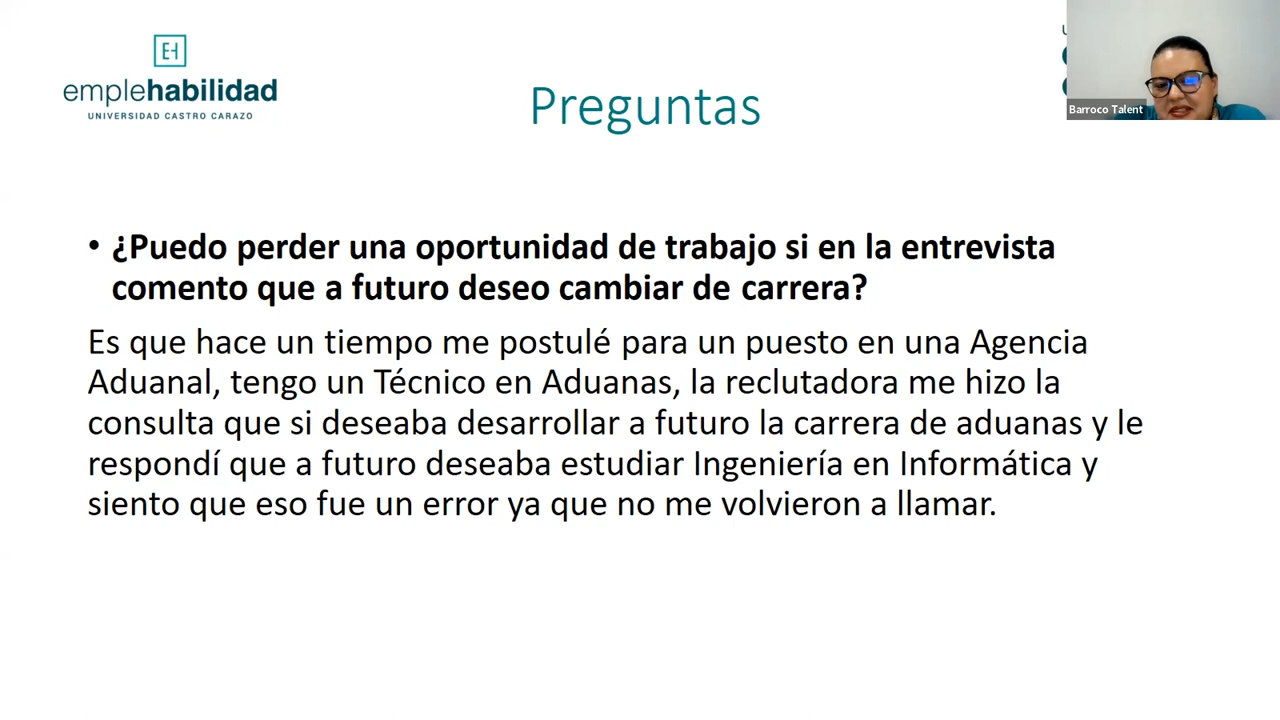 EH
emplehabilidad
UNIVERSIDAD CASTRO CARAZO
Preguntas
Barroco Talent
• ¿Puedo perder una oportunidad de trabajo si en la entrevista
comento que a futuro deseo cambiar de carrera?
Es que hace un tiempo me postulé para un puesto en una Agencia
Aduanal, tengo un Técnico en Aduanas, la reclutadora me hizo la
consulta que si deseaba desarrollar a futuro la carrera de aduanas y le
respondí que a futuro deseaba estudiar Ingeniería en Informática y
siento que eso fue un error ya que no me volvieron a llamar.